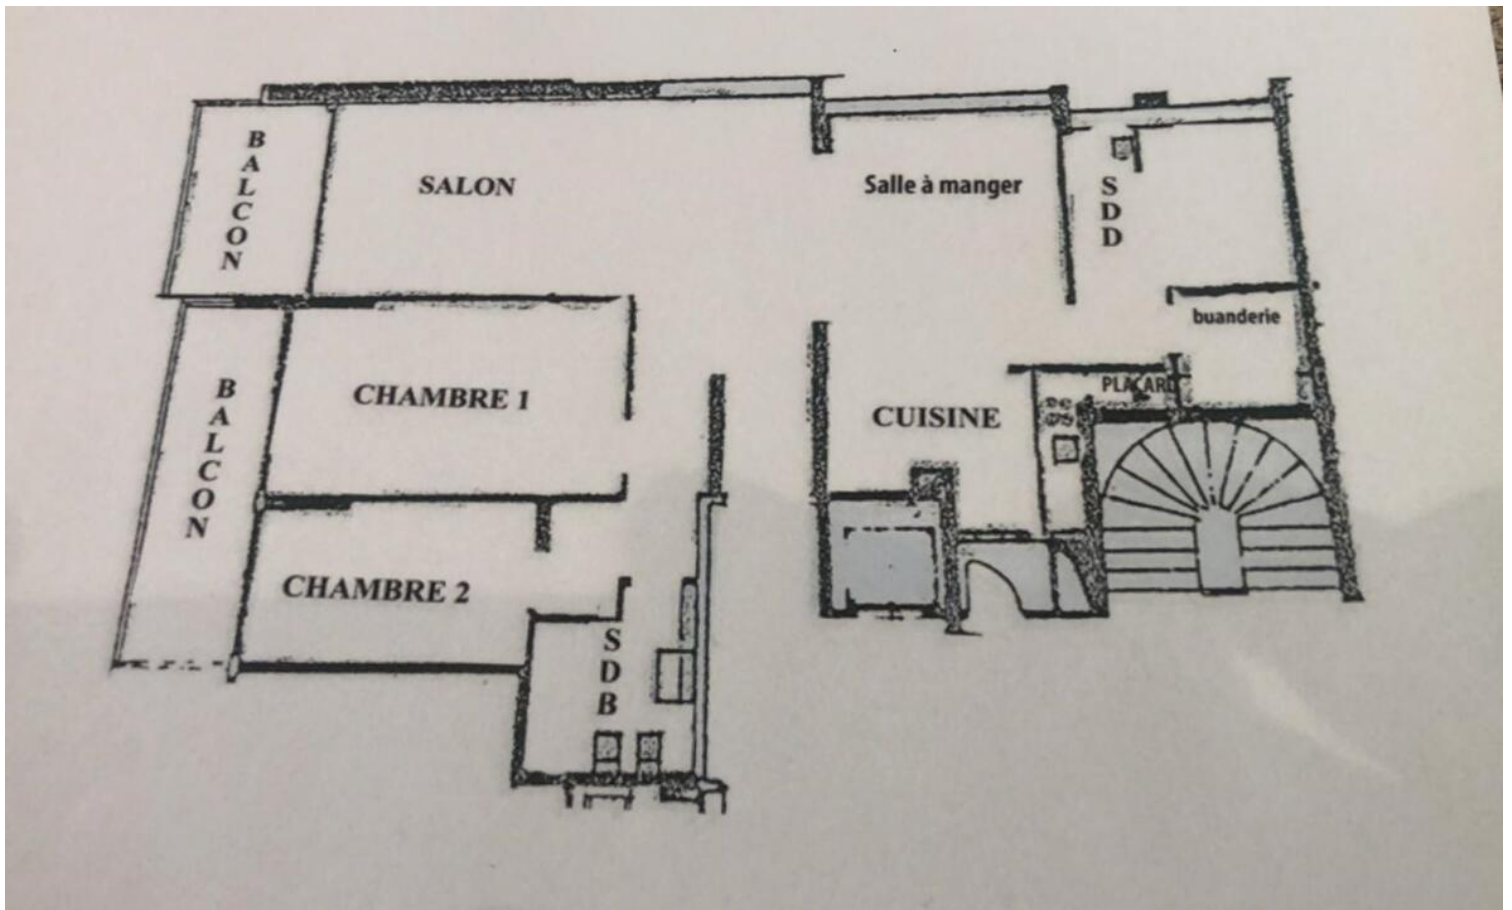 BALCON
SALON
Salle à manger
SDD
buanderie
BALCON
CHAMBRE 1
PLACARD
CUISINE
CHAMBRE 2
SDB